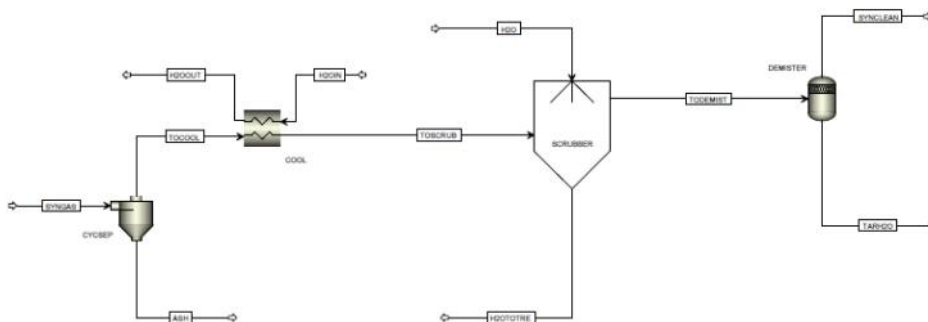 SYNCLEAN
H2O
DEMISTER
H2OOUT
H2OIN
TODEMIST
TOCOOL
TOSCRUB
SCRUBBER
COOL
SYNGAS
CYCSEP
TARH2O
ASH
H2OTOTRE